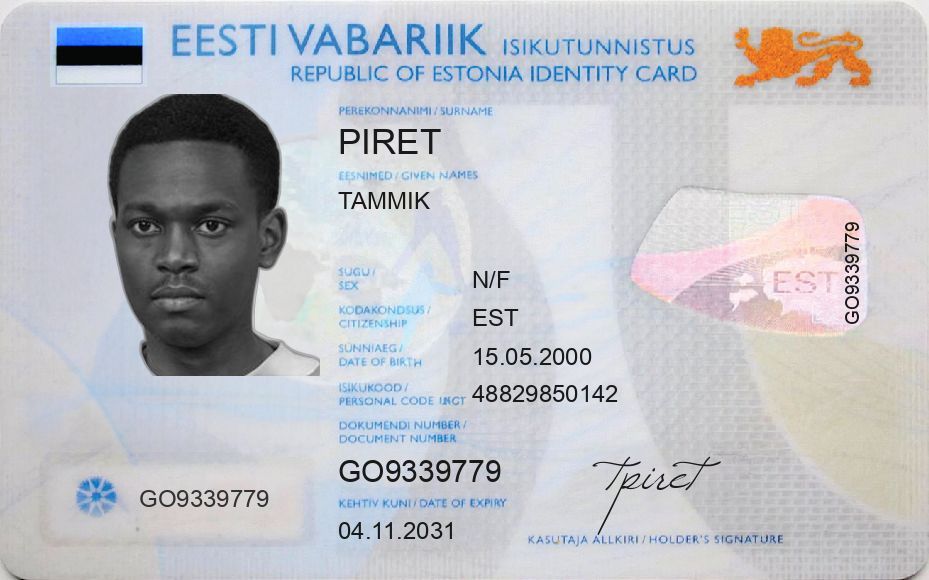 EESTI VABARIIK ISIKUTUNNISTUS
REPUBLIC OF ESTONIA IDENTITY CARD
PEREKONNANIMI / SURNAME
PIRET
EESNIMED / GIVEN NAMES
TAMMIK
SUGU /
SEX
N/F
KODAKONDSUS /
CITIZENSHIP
EST
SÜNNIAEG /
DATE OF BIRTH
15.05.2000
ISIKUKOOD /
PERSONAL CODE
48829850142
DOKUMENDI NUMBER /
DOCUMENT NUMBER
GO9339779
KEHTIV KUNI / DATE OF EXPIRY
04.11.2031
GO9339779
EST
GO9339779
Tpiret
KASUTAJA ALLKIRI / HOLDER'S SIGNATURE